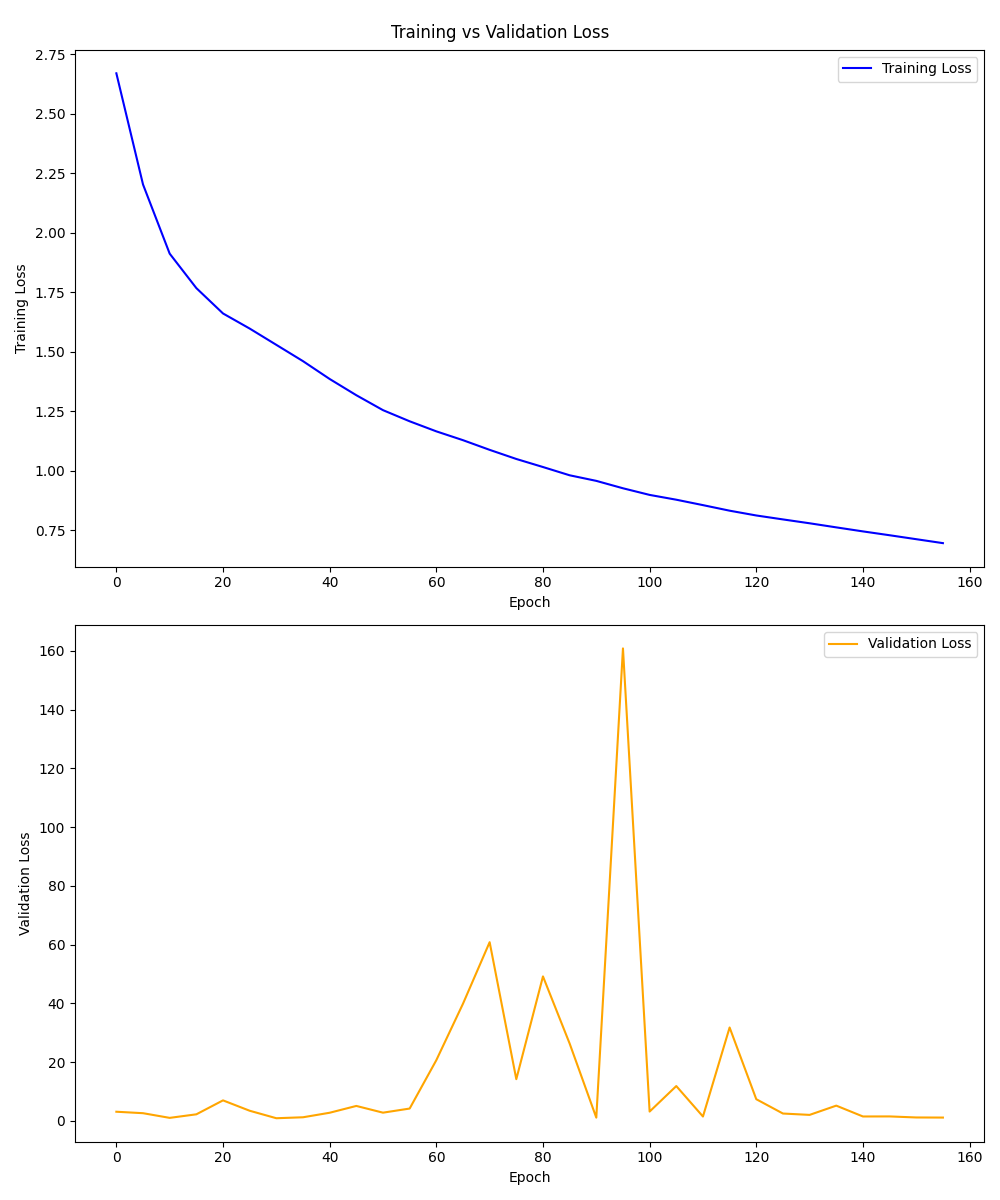 Training vs Validation Loss
2.75
2.50
2.25
2.00
1.75
1.50
1.25
1.00
0.75
Training Loss
Training Loss
0 20 40 60 80 100 120 140 160
Epoch
160
140
120
100
80
60
40
20
0
Validation Loss
Validation Loss
0 20 40 60 80 100 120 140 160
Epoch